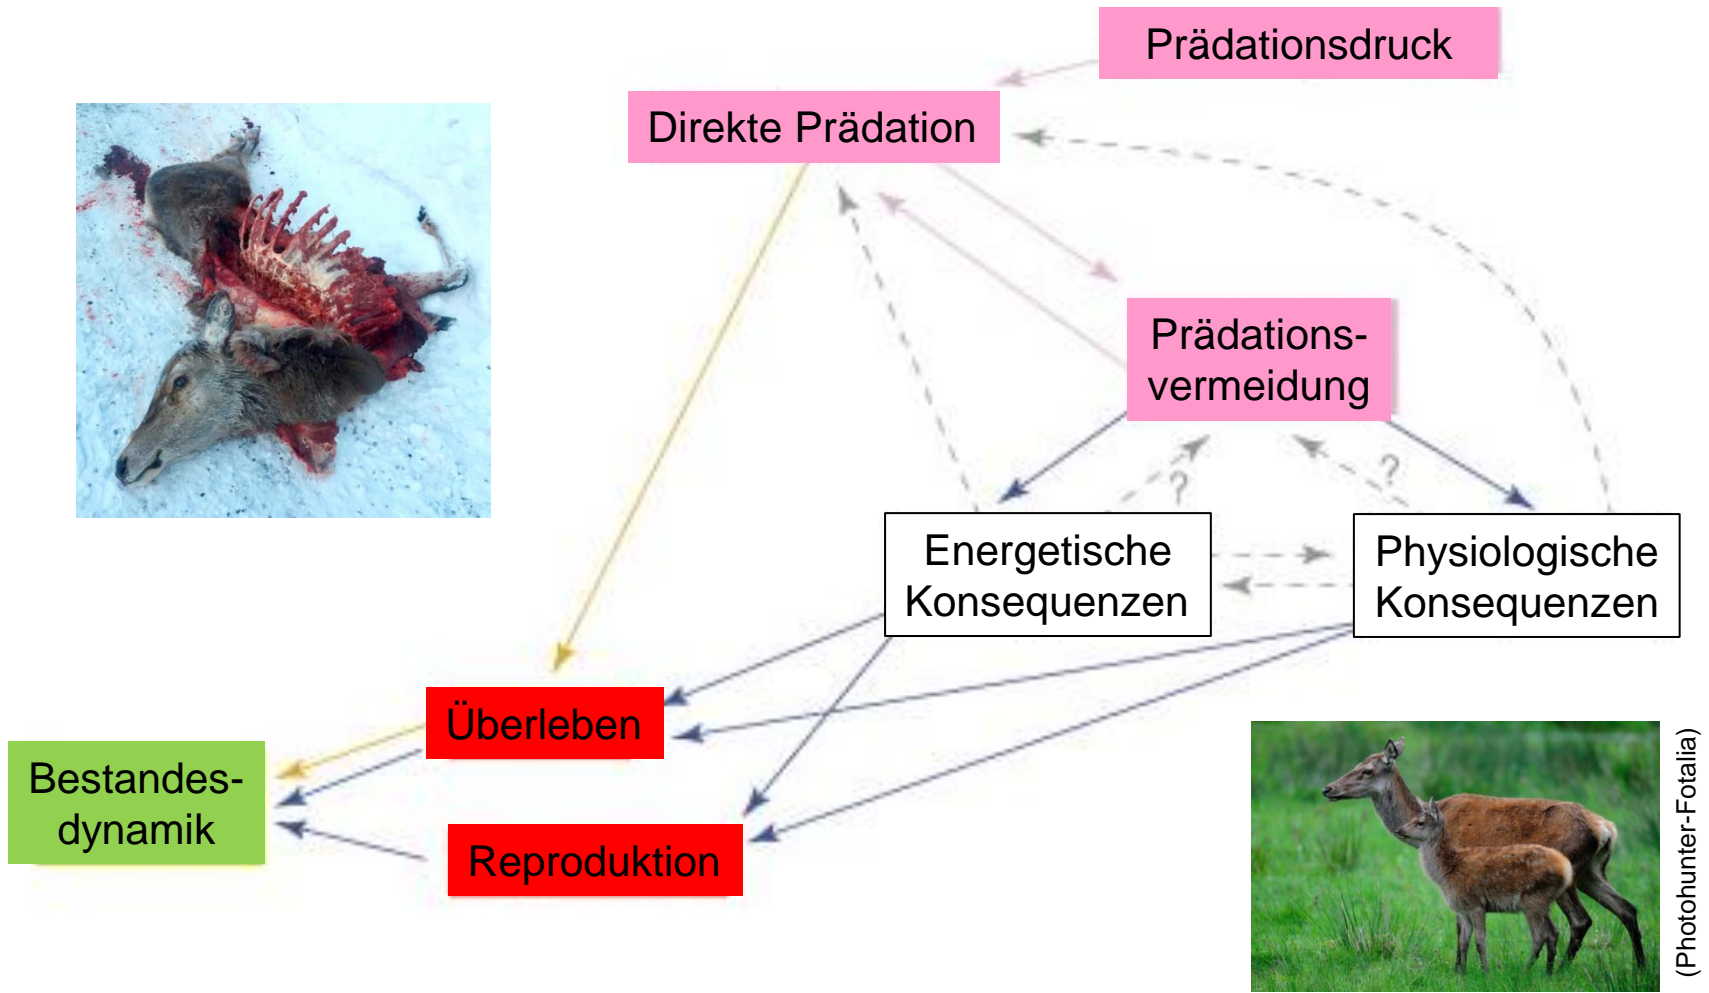 Prädationsdruck
Direkte Prädation
Prädations-
vermeidung
?
?
Energetische
Konsequenzen
Physiologische
Konsequenzen
Überleben
Bestandes-
dynamik
Reproduktion
(Photohunter-Fotalia)